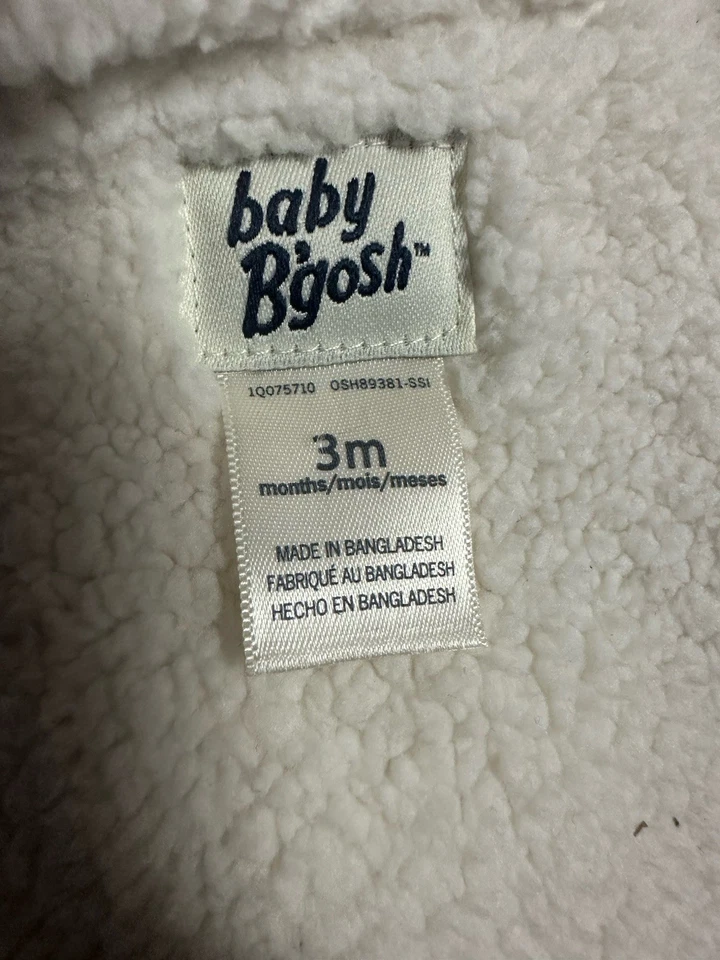 baby
B'gosh™
1Q075710 OSH89381-SSI
3m
months/mois/meses
MADE IN BANGLADESH
FABRIQUÉ AU BANGLADESH
HECHO EN BANGLADESH